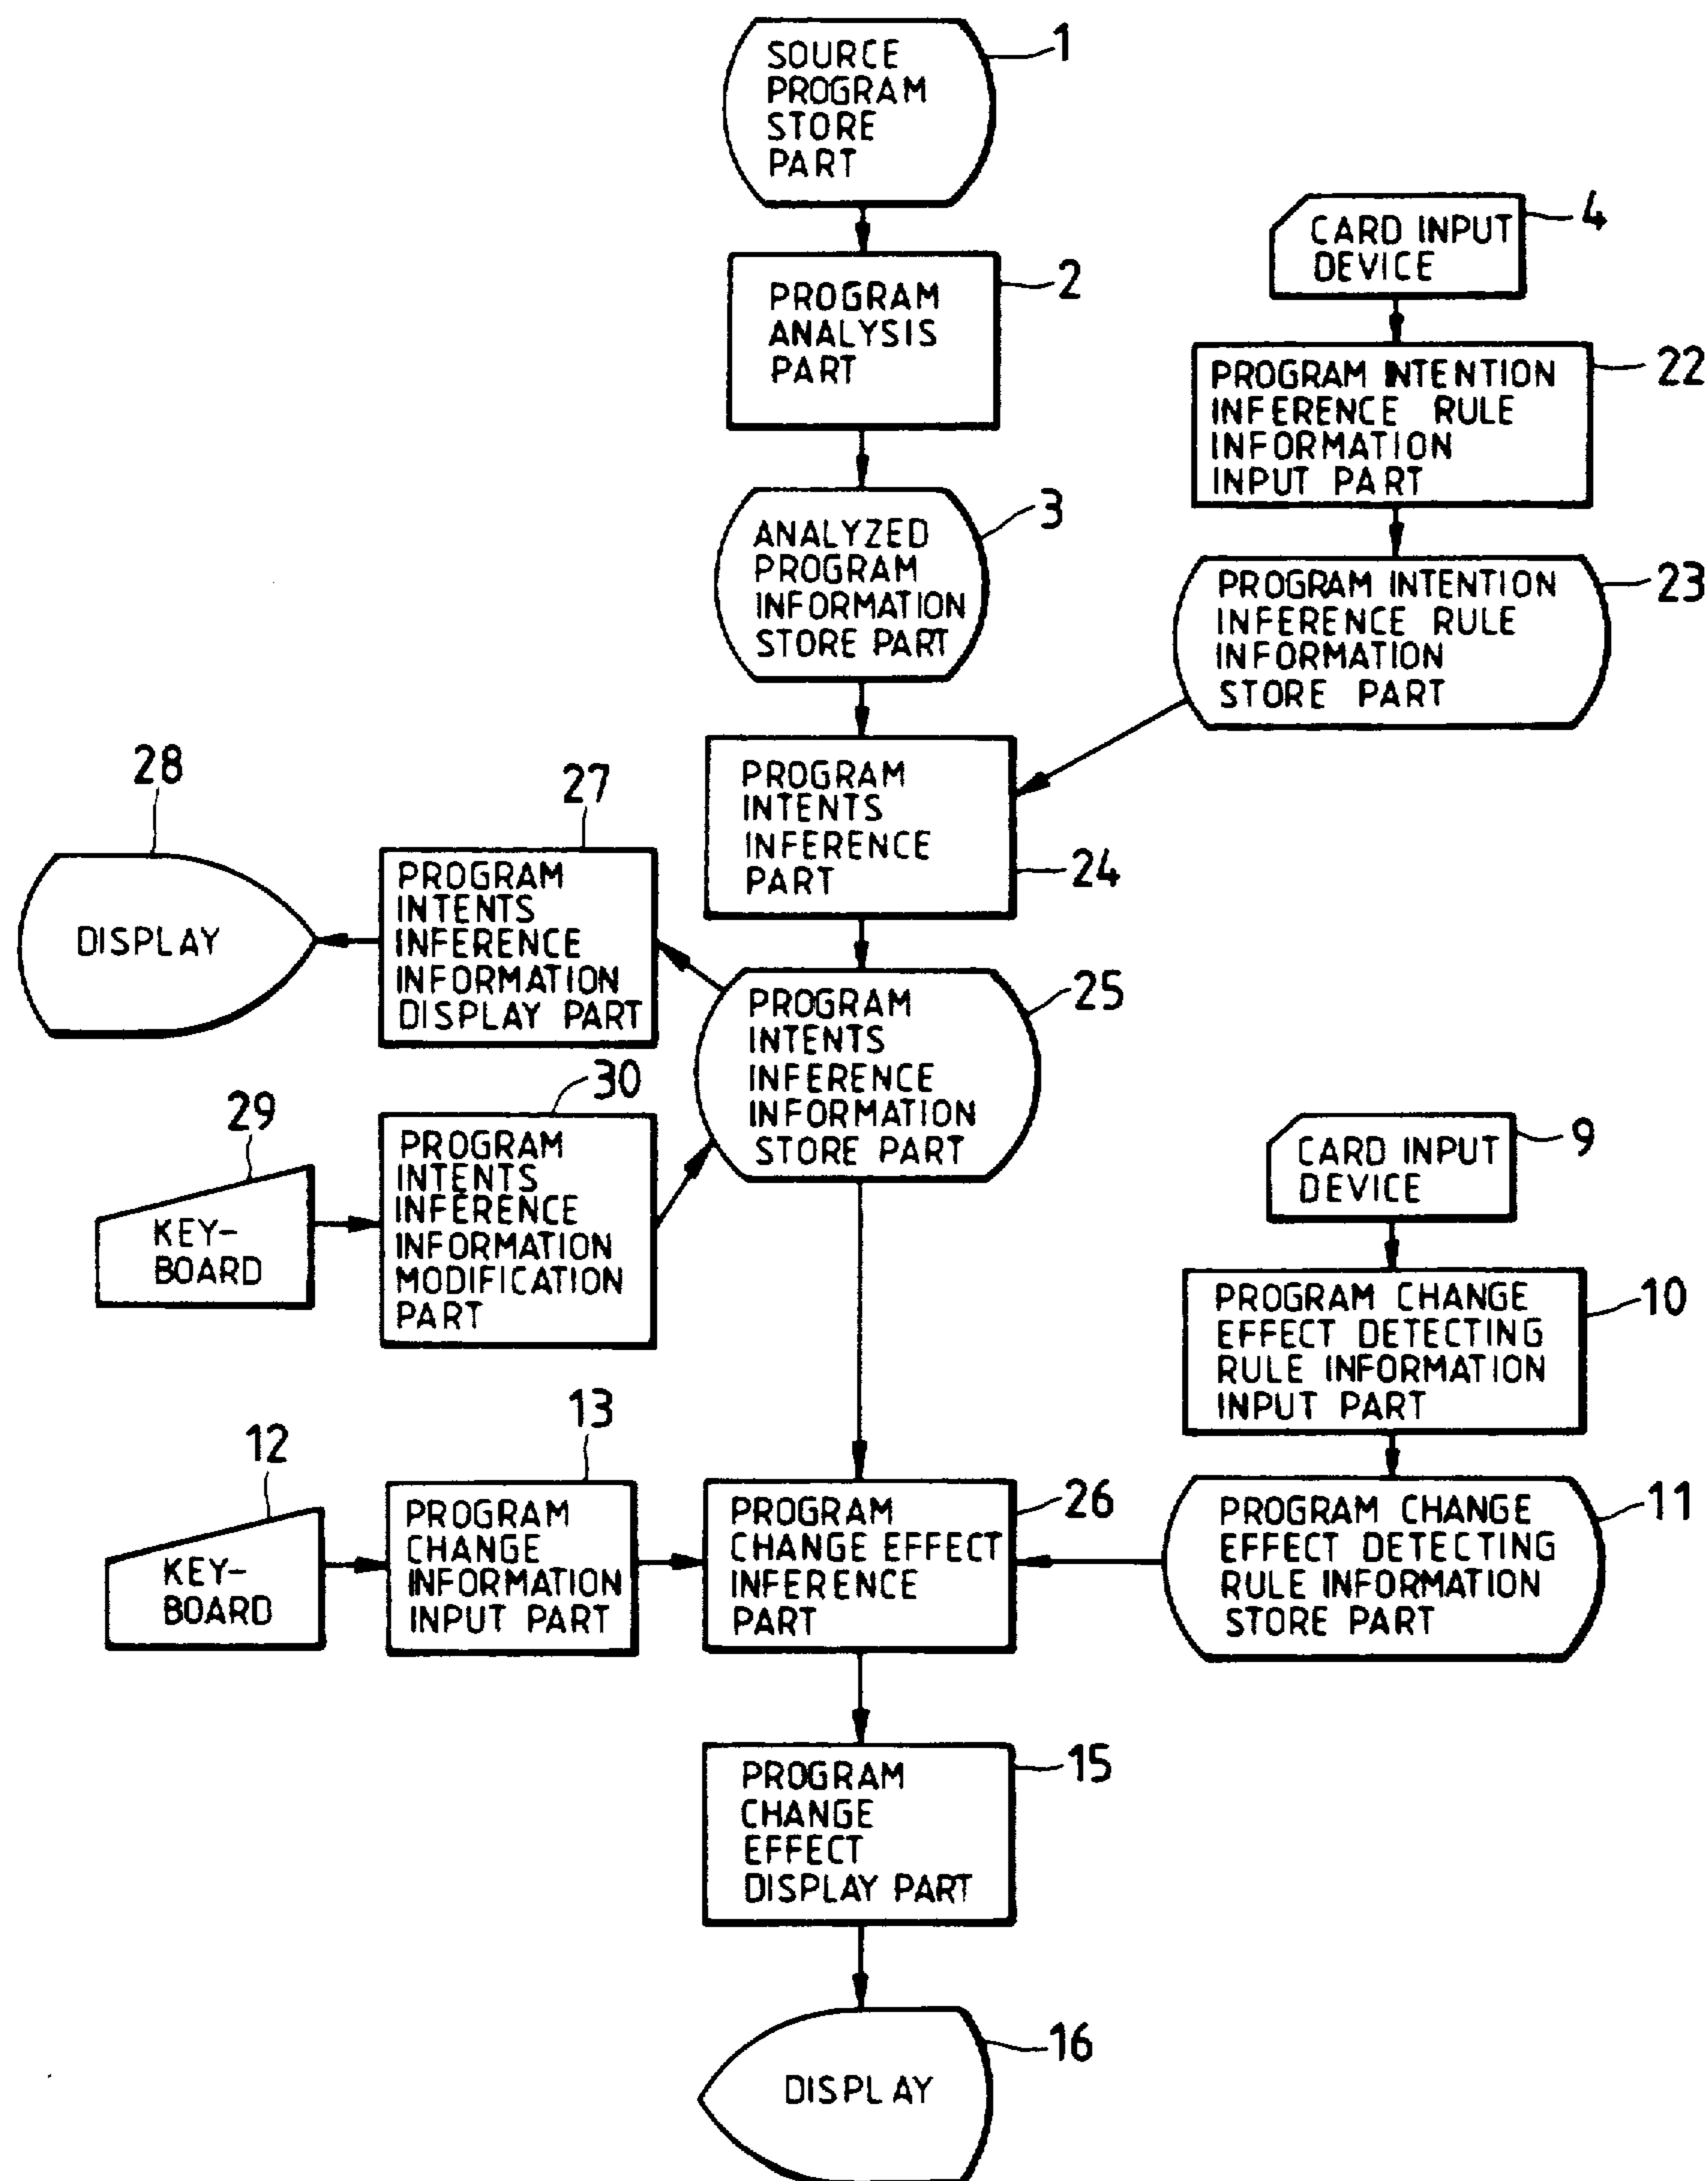 SOURCE
PROGRAM
STORE
PART
1
PROGRAM
ANALYSIS
PART
2
CARD INPUT
DEVICE
4
PROGRAM INTENTION
INFERENCE RULE
INFORMATION
INPUT PART
22
ANALYZED
PROGRAM
INFORMATION
STORE PART
3
PROGRAM INTENTION
INFERENCE RULE
INFORMATION
STORE PART
23
PROGRAM
INTENTS
INFERENCE
PART
24
28
DISPLAY
27
PROGRAM
INTENTS
INFERENCE
INFORMATION
DISPLAY PART
PROGRAM
INTENTS
INFERENCE
INFORMATION
STORE PART
25
29
KEY-
BOARD
30
PROGRAM
INTENTS
INFERENCE
INFORMATION
MODIFICATION
PART
CARD INPUT
DEVICE
9
PROGRAM CHANGE
EFFECT DETECTING
RULE INFORMATION
INPUT PART
10
12
KEY-
BOARD
13
PROGRAM
CHANGE
INFORMATION
INPUT PART
PROGRAM
CHANGE EFFECT
INFERENCE
PART
26
PROGRAM CHANGE
EFFECT DETECTING
RULE INFORMATION
STORE PART
11
PROGRAM
CHANGE
EFFECT
DISPLAY PART
15
DISPLAY
16